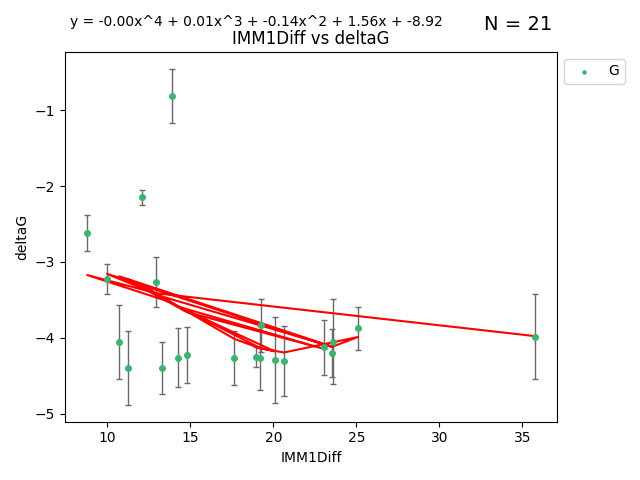 y = -0.00x^4 + 0.01x^3 + -0.14x^2 + 1.56x + -8.92
N = 21
IMM1Diff vs deltaG
G
−1
−2
−3
−4
−5
deltaG
10 15 20 25 30 35
IMM1Diff